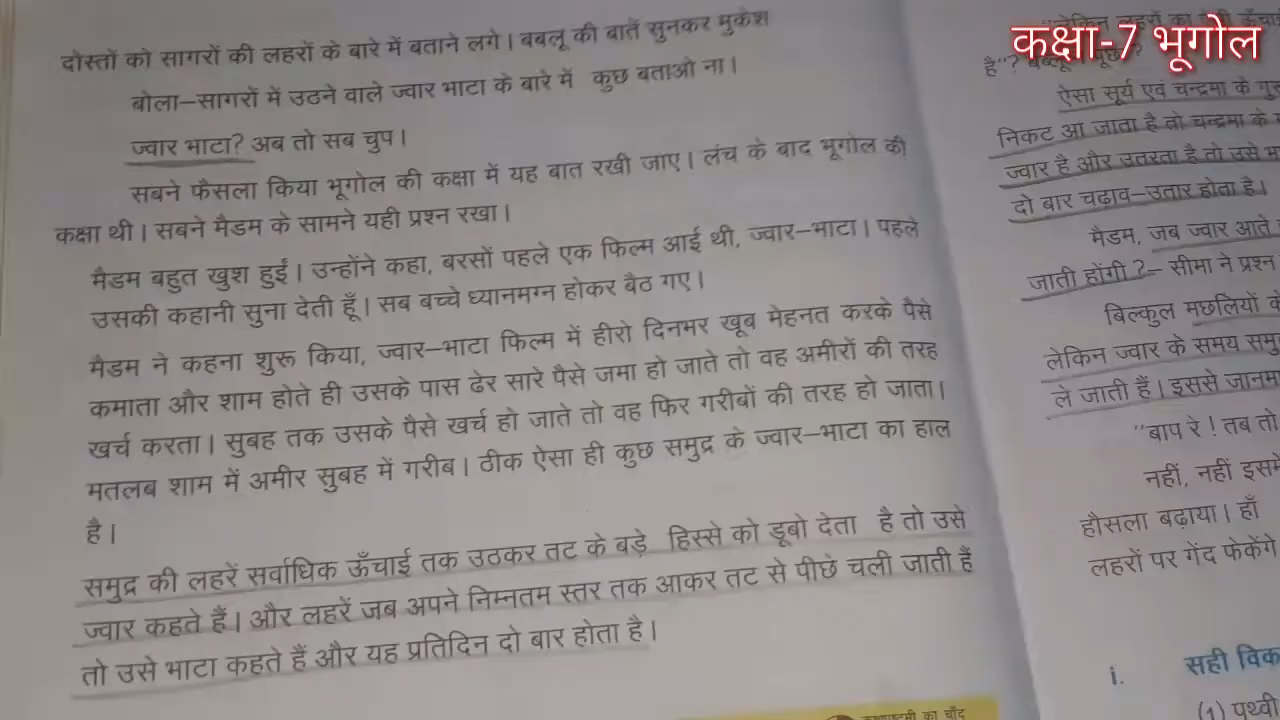 दोस्तों को सागरों की लहरों के बारे में बताने लगे। बबलू की बातें सुनकर मुकेश
बोला–सागरों में उठने वाले ज्वार भाटा के बारे में कुछ बताओ ना।
ज्वार भाटा? अब तो सब चुप।
सबने फैसला किया भूगोल की कक्षा में यह बात रखी जाए। लंच के बाद भूगोल की
कक्षा थी। सबने मैडम के सामने यही प्रश्न रखा।
मैडम बहुत खुश हुईं। उन्होंने कहा, बरसों पहले एक फिल्म आई थी, ज्वार–भाटा। पहले
उसकी कहानी सुना देती हूँ। सब बच्चे ध्यानमग्न होकर बैठ गए।
मैडम ने कहना शुरू किया, ज्वार–भाटा फिल्म में हीरो दिनभर खूब मेहनत करके पैसे
कमाता और शाम होते ही उसके पास ढेर सारे पैसे जमा हो जाते तो वह अमीरों की तरह
खर्च करता। सुबह तक उसके पैसे खर्च हो जाते तो वह फिर गरीबों की तरह हो जाता।
मतलब शाम में अमीर सुबह में गरीब। ठीक ऐसा ही कुछ समुद्र के ज्वार–भाटा का हाल
है।
समुद्र की लहरें सर्वाधिक ऊँचाई तक उठकर तट के बड़े हिस्से को डूबो देता है तो उसे
ज्वार कहते हैं। और लहरें जब अपने निम्नतम स्तर तक आकर तट से पीछे चली जाती हैं
तो उसे भाटा कहते हैं और यह प्रतिदिन दो बार होता है।
का चाँद
कक्षा-7 भूगोल
"लेकिन लहरों का
है"?
ऐसा सूर्य एवं चन्द्रमा के
निकट आ जाता है तो चन्द्रमा के
ज्वार है और उतरता है तो उसे
दो बार चढ़ाव–उतार होता है।
मैडम, जब ज्वार आते
जाती होंगी?– सीमा ने प्रश्न
बिल्कुल मछलियों
लेकिन ज्वार के समय
ले जाती हैं। इससे
"बाप रे! तब तो
नहीं, नहीं इसमें
हौसला बढ़ाया। हाँ
लहरों पर गेंद फेकेंगे
i. सही
(1) पृथ्वी